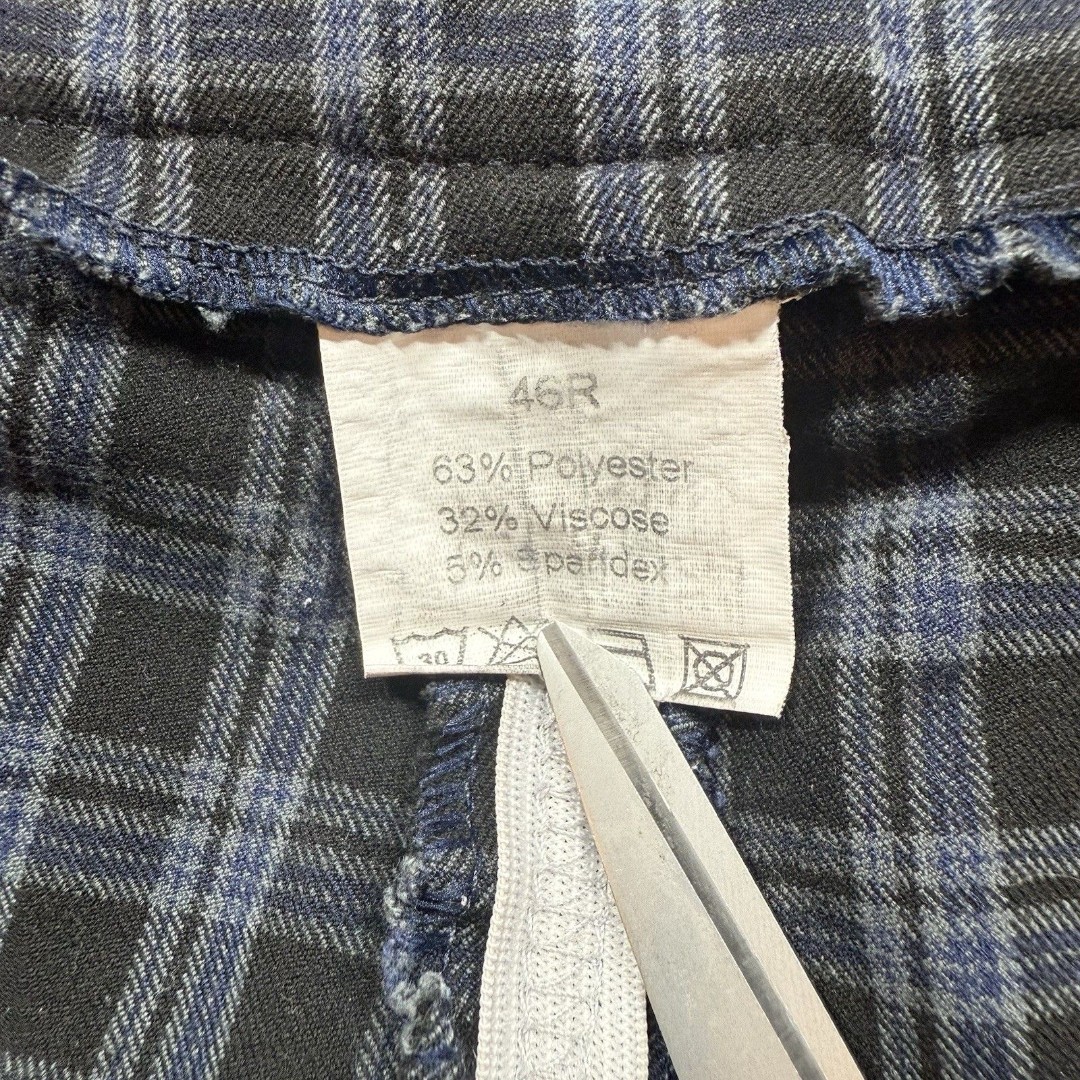 46R
63% Polyester
32% Viscose
5% Spandex
30